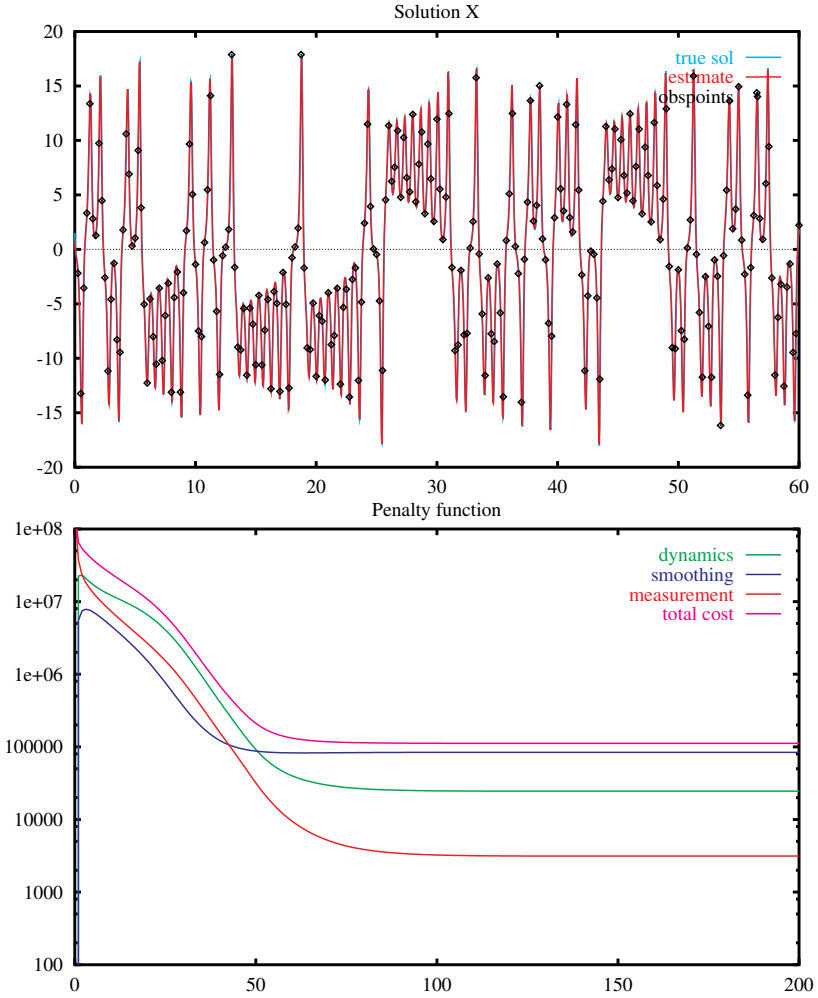 Solution X
20
15
10
5
0
-5
-10
-15
-20
true sol
estimate
obspoints
0 10 20 30 40 50 60
Penalty function
1e+08
1e+07
1e+06
100000
10000
1000
100
dynamics
smoothing
measurement
total cost
0 50 100 150 200